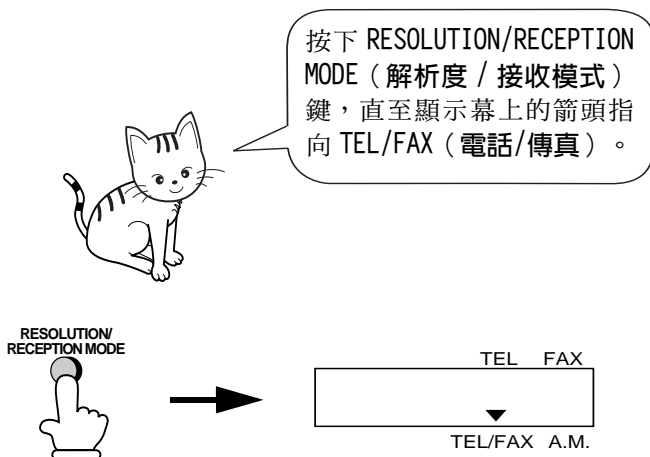 按下 RESOLUTION/RECEPTION
MODE（解析度 / 接收模式）
鍵，直至顯示幕上的箭頭指
向 TEL/FAX（電話/傳真）。
RESOLUTION/
RECEPTION MODE
TEL FAX
TEL/FAX A.M.